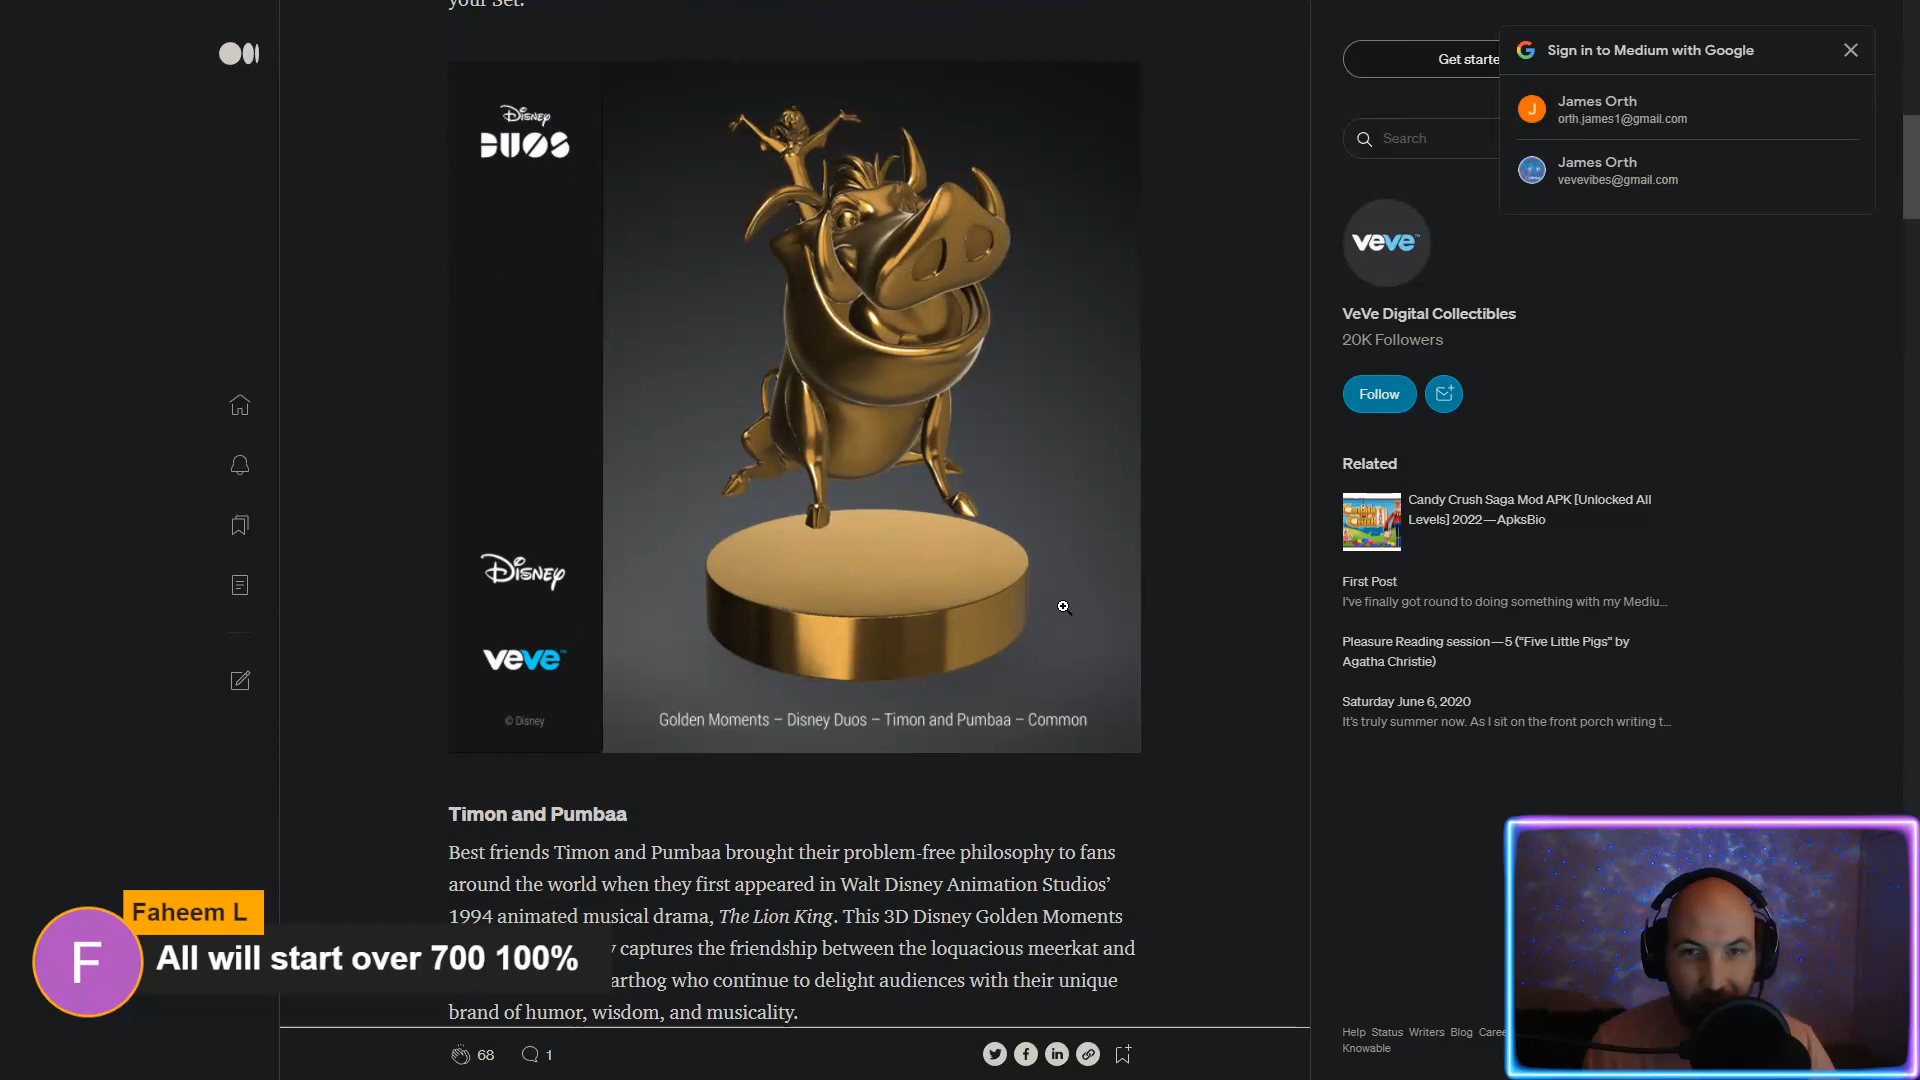 your Set.
Disney
DUOS
Disney
veve™
© Disney
Golden Moments – Disney Duos – Timon and Pumbaa – Common
Timon and Pumbaa
Best friends Timon and Pumbaa brought their problem-free philosophy to fans
around the world when they first appeared in Walt Disney Animation Studios’
1994 animated musical drama, The Lion King. This 3D Disney Golden Moments
captures the friendship between the loquacious meerkat and
arthog who continue to delight audiences with their unique
brand of humor, wisdom, and musicality.
68
1
Faheem L
F
All will start over 700 100%
Get starte
Search
Sign in to Medium with Google
J
James Orth
orth.james1@gmail.com
James Orth
vevevibes@gmail.com
veve™
VeVe Digital Collectibles
20K Followers
Follow
Related
Candy Crush Saga Mod APK [Unlocked All
Levels] 2022—ApksBio
First Post
I’ve finally got round to doing something with my Mediu...
Pleasure Reading session—5 (“Five Little Pigs” by
Agatha Christie)
Saturday June 6, 2020
It’s truly summer now. As I sit on the front porch writing t...
Help Status Writers Blog Caree
Knowable